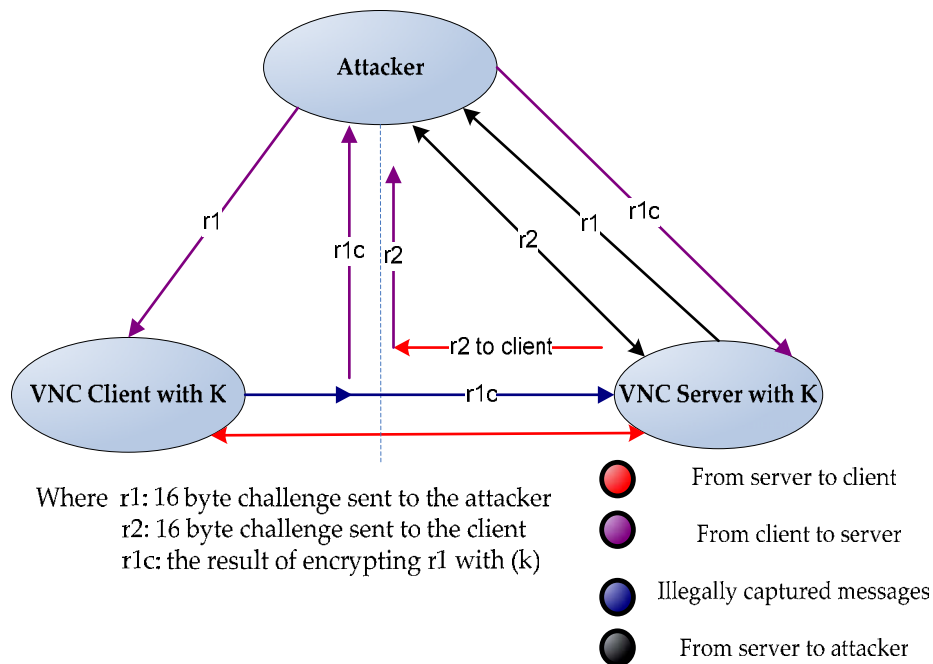 Attacker
r1
r1c
r2
r2
r1
r1c
r2 to client
VNC Client with K
r1c
VNC Server with K
Where r1: 16 byte challenge sent to the attacker
r2: 16 byte challenge sent to the client
r1c: the result of encrypting r1 with (k)
From server to client
From client to server
Illegally captured messages
From server to attacker